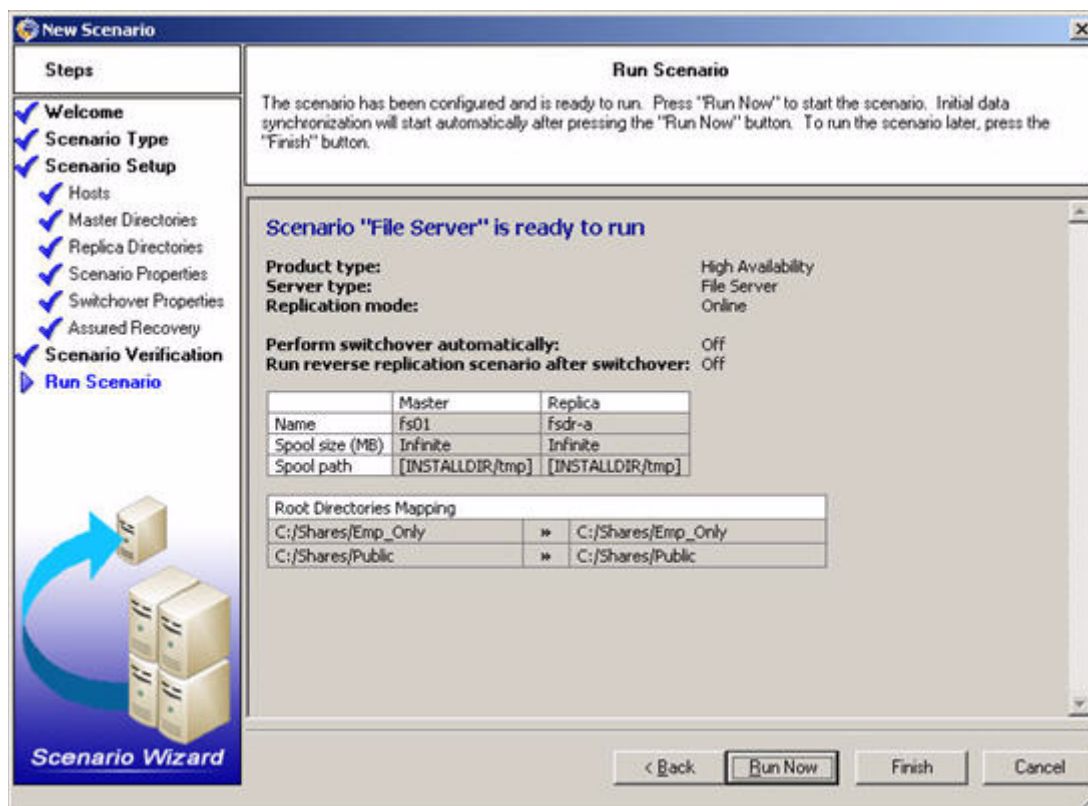 New Scenario
Steps
Welcome
Scenario Type
Scenario Setup
Hosts
Master Directories
Replica Directories
Scenario Properties
Switchover Properties
Assured Recovery
Scenario Verification
Run Scenario
Scenario Wizard
Run Scenario
The scenario has been configured and is ready to run. Press "Run Now" to start the scenario. Initial data
synchronization will start automatically after pressing the "Run Now" button. To run the scenario later, press the
"Finish" button.
Scenario "File Server" is ready to run
Product type: High Availability
Server type: File Server
Replication mode: Online
Perform switchover automatically: Off
Run reverse replication scenario after switchover: Off
Master Replica
Name fs01 fsdr-a
Spool size (MB) Infinite Infinite
Spool path [INSTALLDIR/tmp] [INSTALLDIR/tmp]
Root Directories Mapping
C:/Shares/Emp_Only » C:/Shares/Emp_Only
C:/Shares/Public » C:/Shares/Public
< Back Run Now Finish Cancel